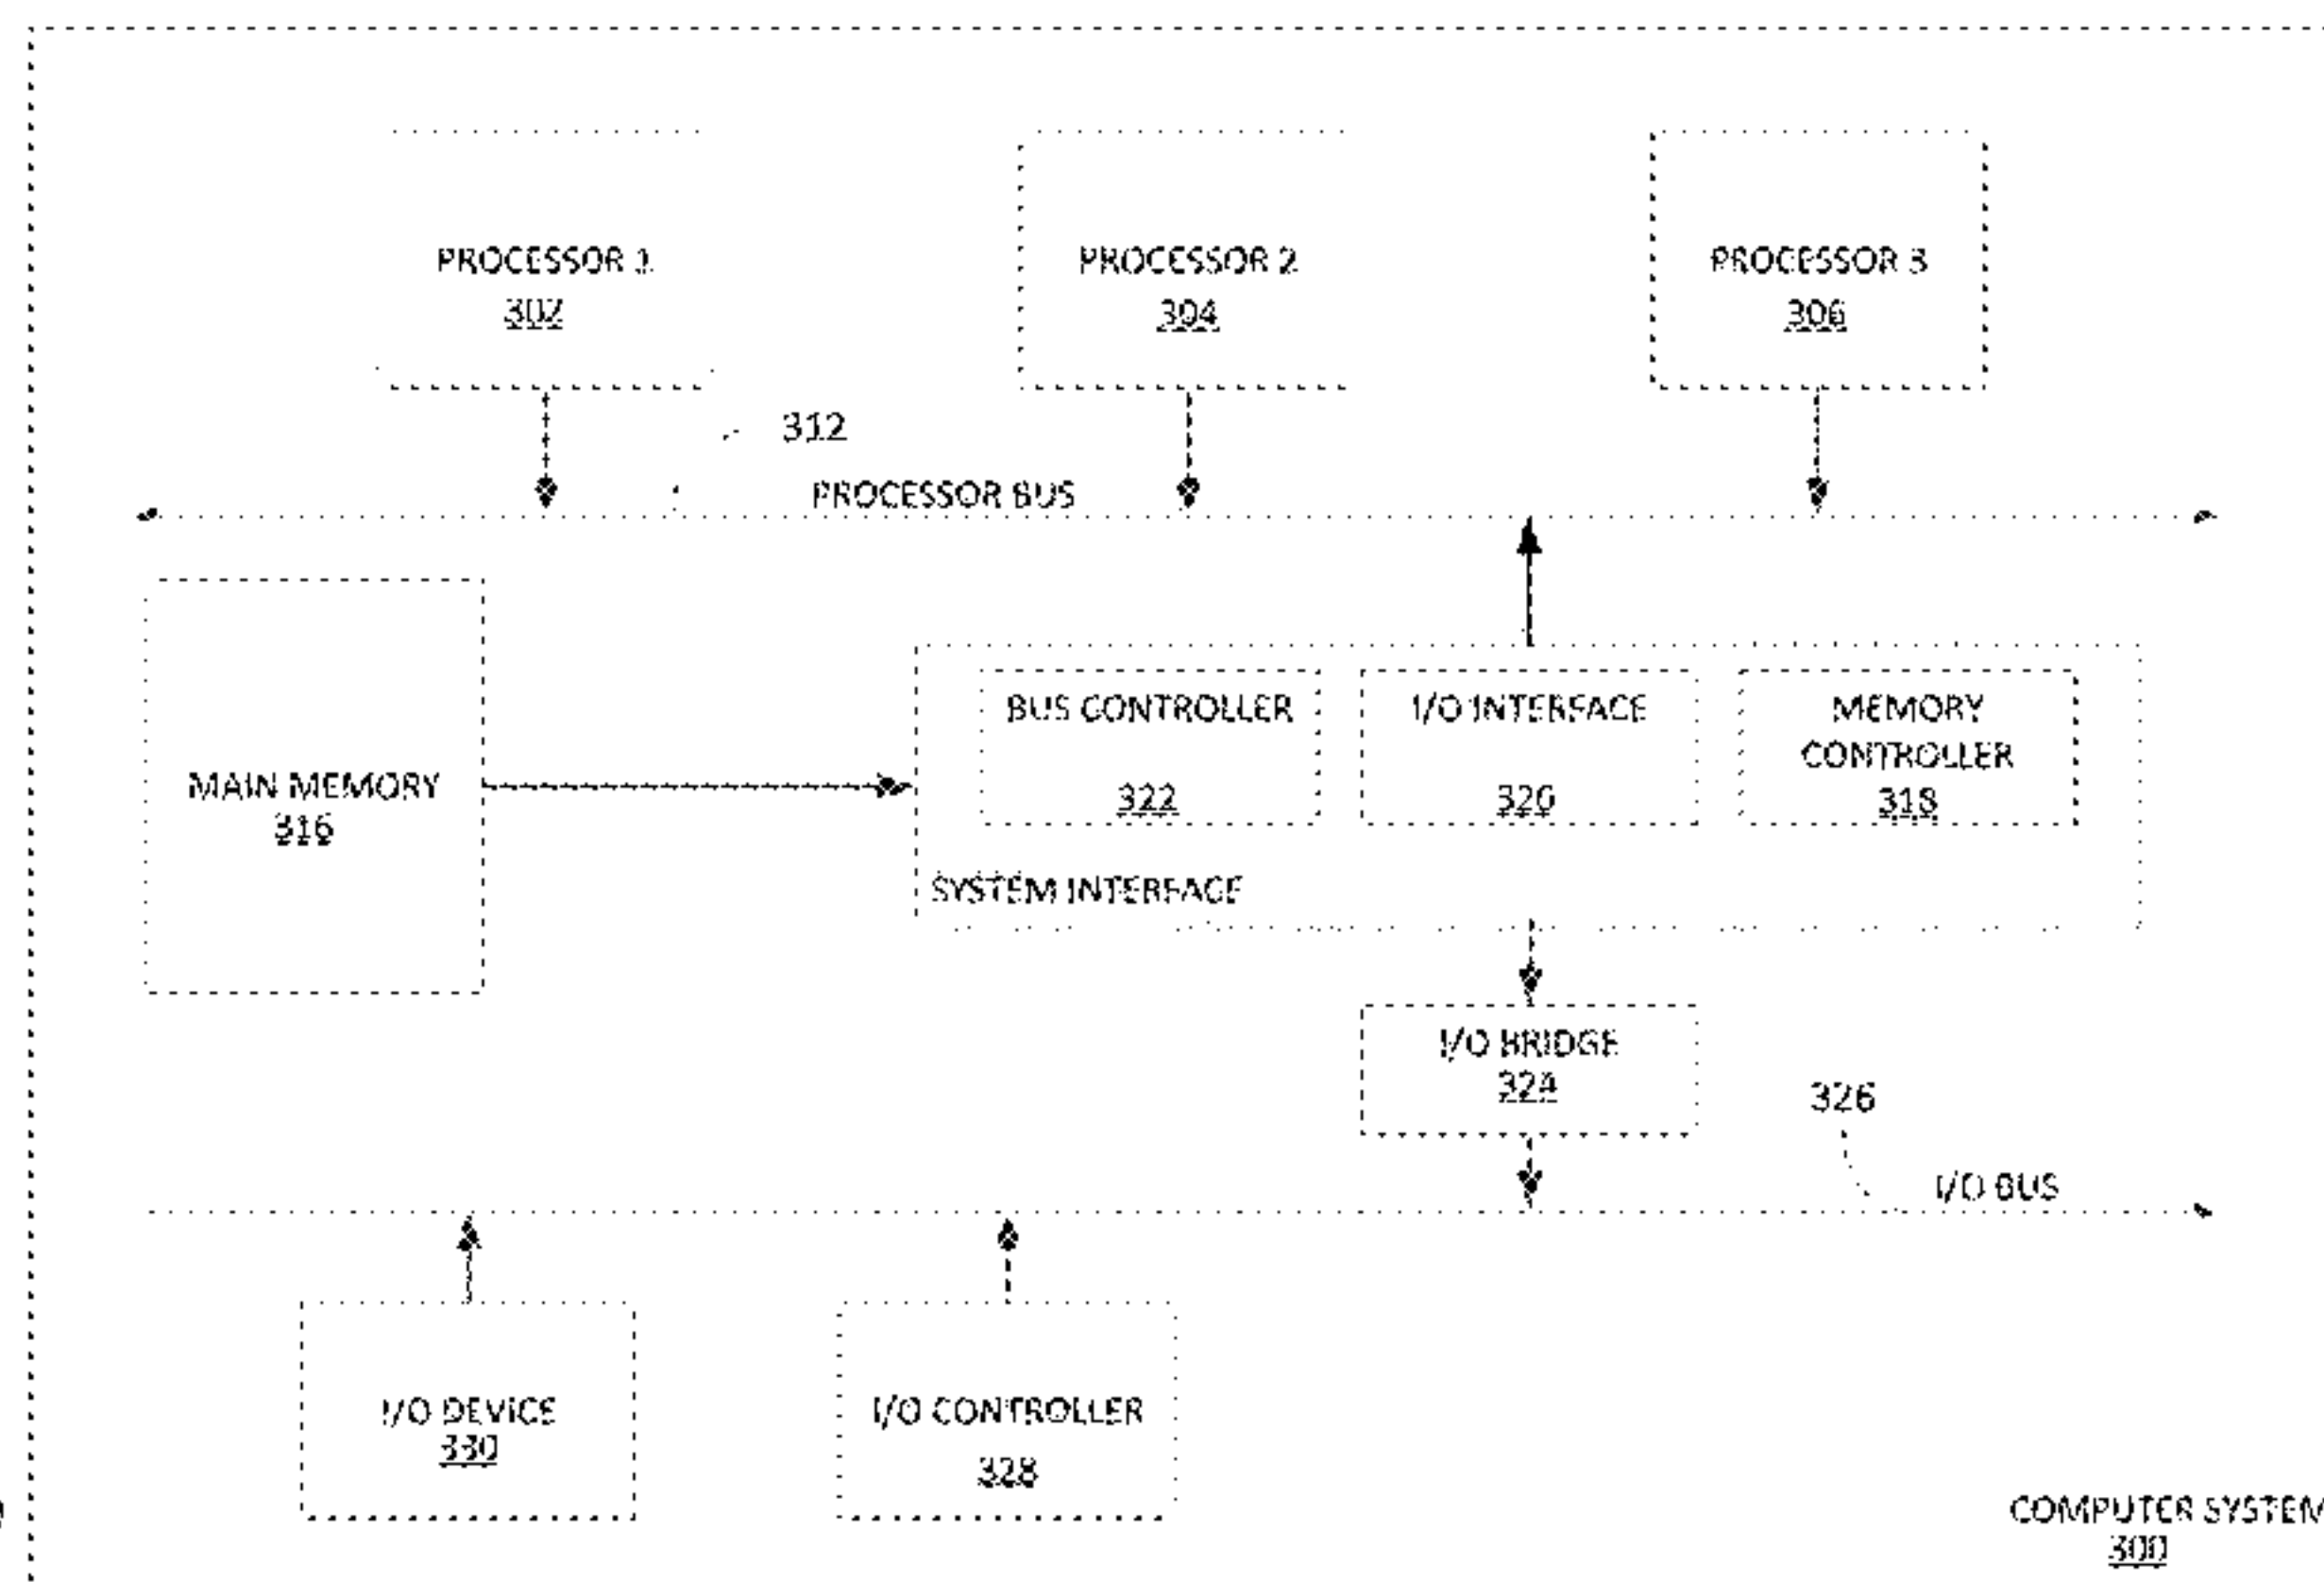 PROCESSOR 1
302
PROCESSOR 2
304
PROCESSOR 3
306
312
PROCESSOR BUS
MAIN MEMORY
316
BUS CONTROLLER
322
I/O INTERFACE
320
MEMORY
CONTROLLER
318
SYSTEM INTERFACE
I/O BRIDGE
324
326
I/O BUS
I/O DEVICE
330
I/O CONTROLLER
328
COMPUTER SYSTEM
300